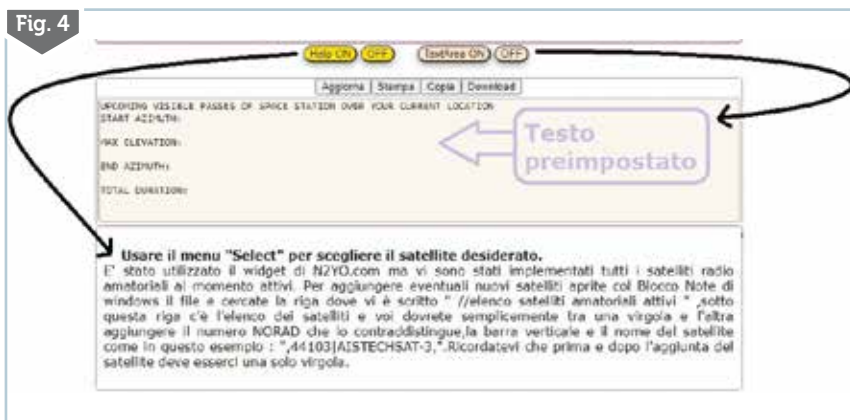 Fig. 4
Help ON OFF TextArea ON OFF
Aggiorna Stampa Copia Download
UPCOMING VISIBLE PASSES OF SPACE STATION OVER YOUR CURRENT LOCATION
START AZIMUTH:
MAX ELEVATION:
END AZIMUTH:
TOTAL DURATION:
Testo
preimpostato
Usare il menu "Select" per scegliere il satellite desiderato.
E' stato utilizzato il widget di N2YO.com ma vi sono stati implementati tutti i satelliti radio
amatoriali al momento attivi. Per aggiungere eventuali nuovi satelliti aprite col Blocco Note di
windows il file e cercate la riga dove vi è scritto " //elenco satelliti amatoriali attivi " ,sotto
questa riga c'è l'elenco dei satelliti e voi dovrete semplicemente tra una virgola e l'altra
aggiungere il numero NORAD che lo contraddistingue,la barra verticale e il nome del satellite
come in questo esempio : ",44103|AISTECHSAT-3,".Ricordatevi che prima e dopo l'aggiunta del
satellite deve esserci una solo virgola.